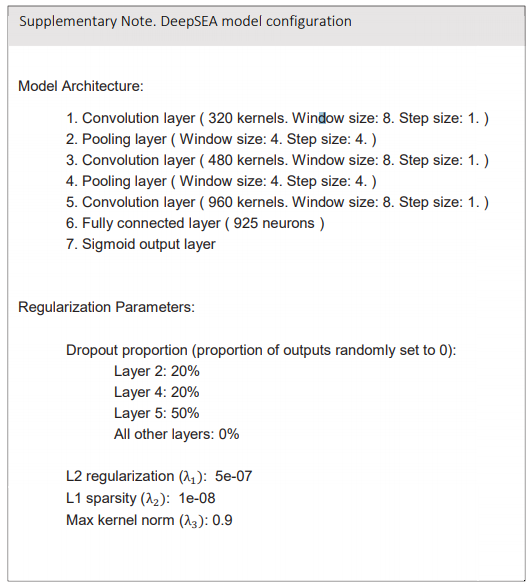 Supplementary Note. DeepSEA model configuration
Model Architecture:
1. Convolution layer ( 320 kernels. Window size: 8. Step size: 1. )
2. Pooling layer ( Window size: 4. Step size: 4. )
3. Convolution layer ( 480 kernels. Window size: 8. Step size: 1. )
4. Pooling layer ( Window size: 4. Step size: 4. )
5. Convolution layer ( 960 kernels. Window size: 8. Step size: 1. )
6. Fully connected layer ( 925 neurons )
7. Sigmoid output layer
Regularization Parameters:
Dropout proportion (proportion of outputs randomly set to 0):
Layer 2: 20%
Layer 4: 20%
Layer 5: 50%
All other layers: 0%
L2 regularization (λ₁): 5e-07
L1 sparsity (λ₂): 1e-08
Max kernel norm (λ₃): 0.9